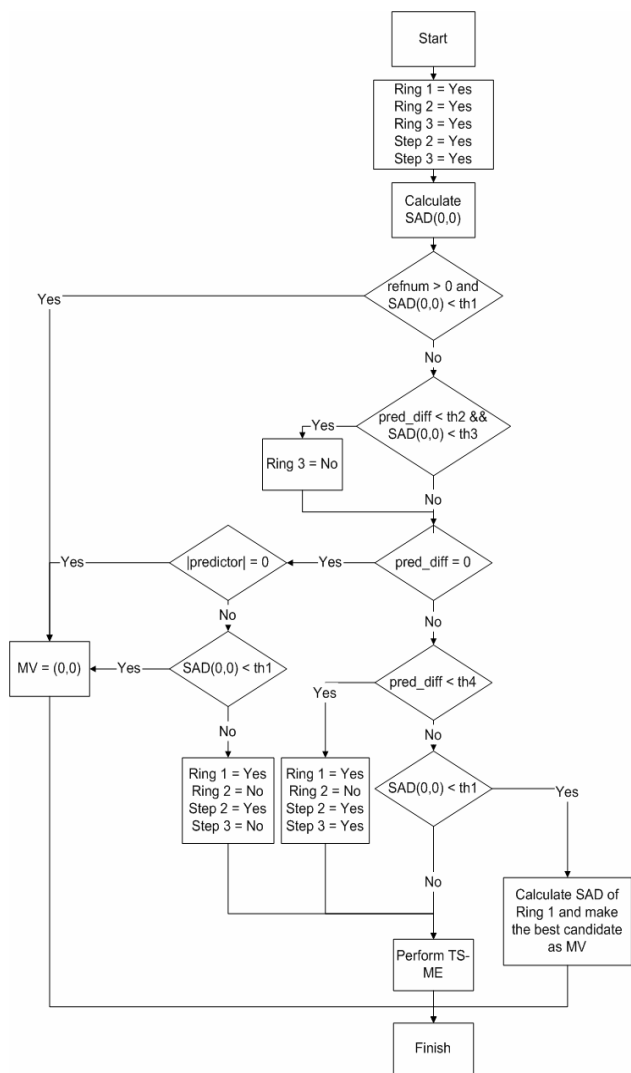 Start
Ring 1 = Yes
Ring 2 = Yes
Ring 3 = Yes
Step 2 = Yes
Step 3 = Yes
Calculate
SAD(0,0)
refnum > 0 and
SAD(0,0) < th1
Yes
No
pred_diff < th2 &&
SAD(0,0) < th3
Yes
Ring 3 = No
No
pred_diff = 0
Yes
|predictor| = 0
Yes
No
No
MV = (0,0)
Yes
SAD(0,0) < th1
pred_diff < th4
Yes
No
No
Ring 1 = Yes
Ring 2 = No
Step 2 = Yes
Step 3 = No
Ring 1 = Yes
Ring 2 = No
Step 2 = Yes
Step 3 = Yes
SAD(0,0) < th1
Yes
No
Calculate SAD of
Ring 1 and make
the best candidate
as MV
Perform TS-
ME
Finish